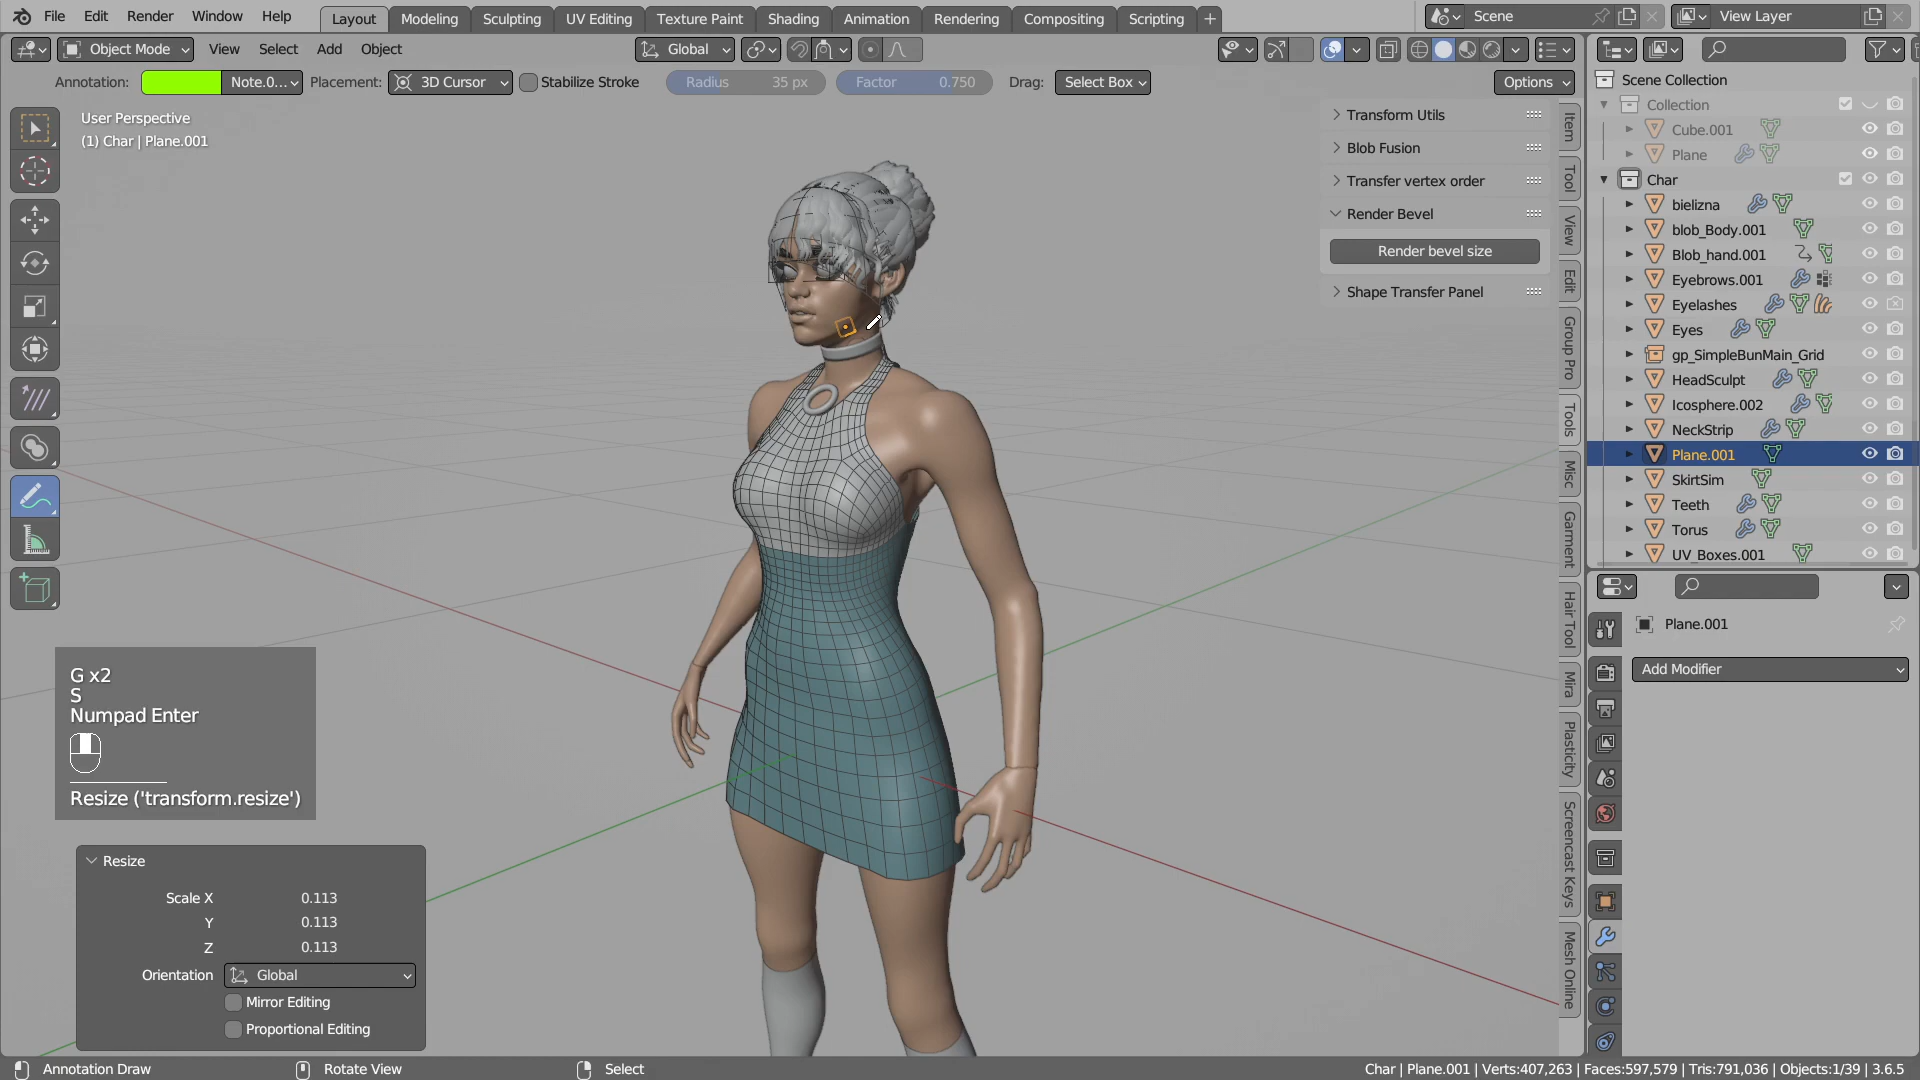 File Edit Render Window Help Layout Modeling Sculpting UV Editing Texture Paint Shading Animation Rendering Compositing Scripting + Scene View Layer
Object Mode View Select Add Object Global
Annotation: Note.0... Placement: 3D Cursor Stabilize Stroke Radius 35 px Factor 0.750 Drag: Select Box Options
User Perspective
(1) Char | Plane.001
Transform Utils
Blob Fusion
Transfer vertex order
Render Bevel
Render bevel size
Shape Transfer Panel
Item
Tool
View
Edit
Group Pro
Tools
Misc
Garment
Hair Tool
Mira
Plasticity
Screencast Keys
Mesh Online
Scene Collection
Collection
Cube.001
Plane
Char
bielizna
blob_Body.001
Blob_hand.001
Eyebrows.001
Eyelashes
Eyes
gp_SimpleBunMain_Grid
HeadSculpt
Icosphere.002
NeckStrip
Plane.001
SkirtSim
Teeth
Torus
UV_Boxes.001
Plane.001
Add Modifier
G x2
S
Numpad Enter
Resize ('transform.resize')
Resize
Scale X 0.113
Y 0.113
Z 0.113
Orientation Global
Mirror Editing
Proportional Editing
Annotation Draw Rotate View Select Char | Plane.001 | Verts:407,263 | Faces:597,579 | Tris:791,036 | Objects:1/39 | 3.6.5